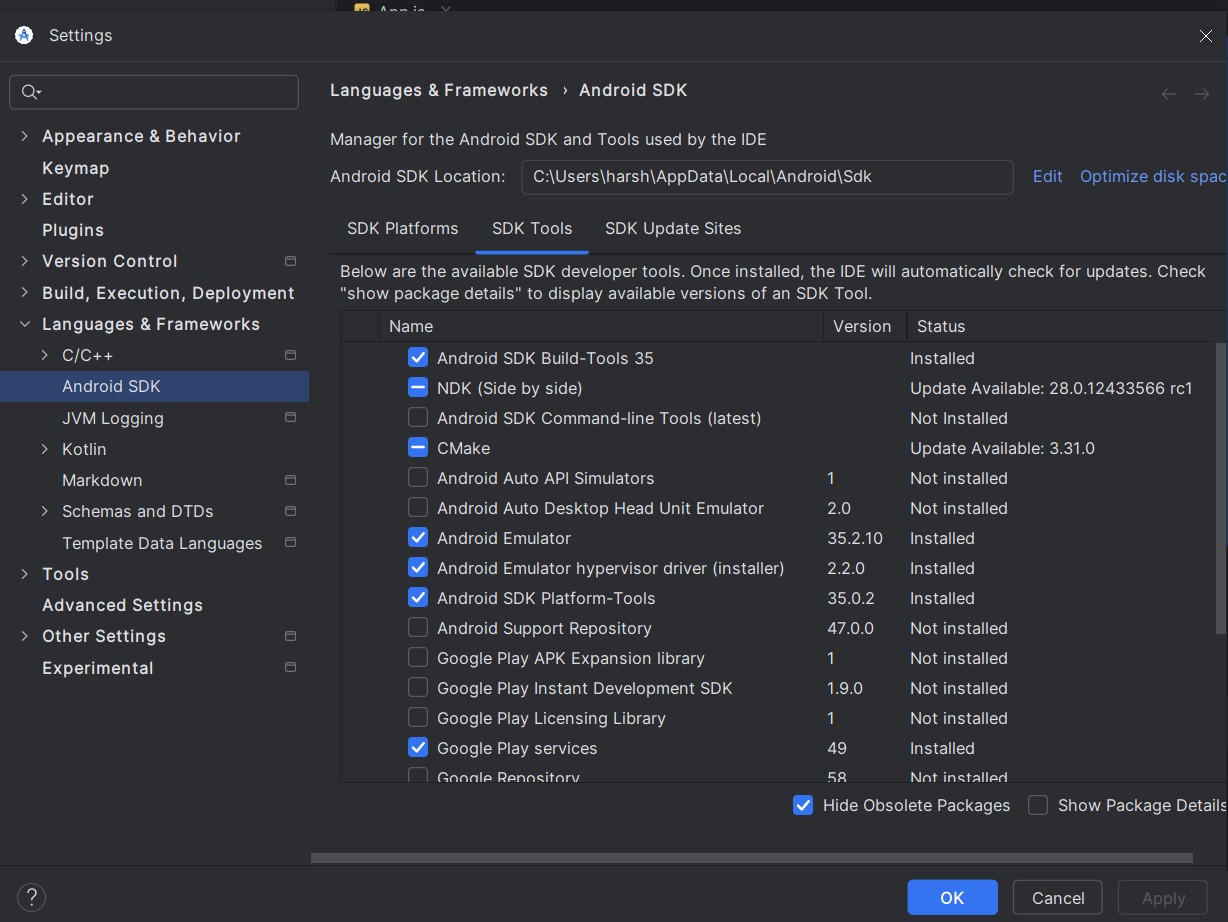 App.js
Settings
Languages & Frameworks › Android SDK
Manager for the Android SDK and Tools used by the IDE
Android SDK Location: C:\Users\harsh\AppData\Local\Android\Sdk Edit Optimize disk spac
Appearance & Behavior
Keymap
Editor
Plugins
Version Control
Build, Execution, Deployment
Languages & Frameworks
C/C++
Android SDK
JVM Logging
Kotlin
Markdown
Schemas and DTDs
Template Data Languages
Tools
Advanced Settings
Other Settings
Experimental
SDK Platforms SDK Tools SDK Update Sites
Below are the available SDK developer tools. Once installed, the IDE will automatically check for updates. Check
"show package details" to display available versions of an SDK Tool.
Name Version Status
Android SDK Build-Tools 35 Installed
NDK (Side by side) Update Available: 28.0.12433566 rc1
Android SDK Command-line Tools (latest) Not Installed
CMake Update Available: 3.31.0
Android Auto API Simulators 1 Not installed
Android Auto Desktop Head Unit Emulator 2.0 Not installed
Android Emulator 35.2.10 Installed
Android Emulator hypervisor driver (installer) 2.2.0 Installed
Android SDK Platform-Tools 35.0.2 Installed
Android Support Repository 47.0.0 Not installed
Google Play APK Expansion library 1 Not installed
Google Play Instant Development SDK 1.9.0 Not installed
Google Play Licensing Library 1 Not installed
Google Play services 49 Installed
Google Repository 58 Not installed
Hide Obsolete Packages Show Package Details
? OK Cancel Apply